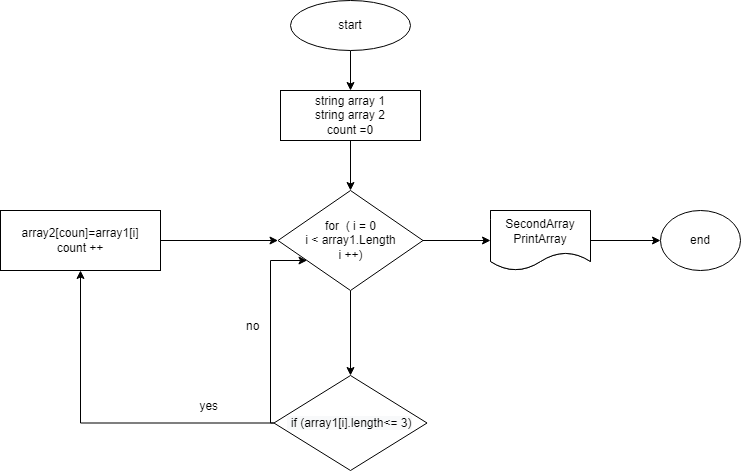 start
string array 1
string array 2
count =0
for  ( i = 0
i < array1.Length
i ++)
array2[coun]=array1[i]
count ++
SecondArray
PrintArray
end
no
yes
if (array1[i].length<= 3)